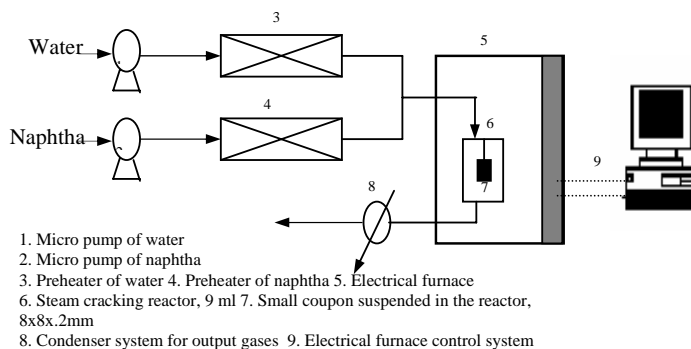 3
Water
5
4
Naphtha
6
9
7
8
1. Micro pump of water
2. Micro pump of naphtha
3. Preheater of water 4. Preheater of naphtha 5. Electrical furnace
6. Steam cracking reactor, 9 ml 7. Small coupon suspended in the reactor,
8x8x.2mm
8. Condenser system for output gases 9. Electrical furnace control system